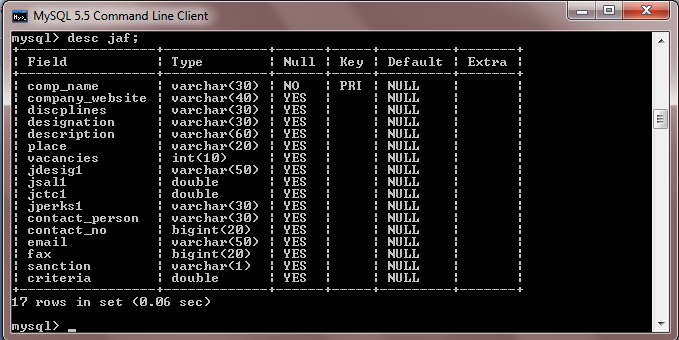 MySQL 5.5 Command Line Client
mysql> desc jaf;
+-----------------+-------------+------+-----+---------+-------+
| Field           | Type        | Null | Key | Default | Extra |
+-----------------+-------------+------+-----+---------+-------+
| comp_name       | varchar(30) | NO   | PRI | NULL    |       |
| company_website | varchar(40) | YES  |     | NULL    |       |
| discplines      | varchar(30) | YES  |     | NULL    |       |
| designation     | varchar(30) | YES  |     | NULL    |       |
| description     | varchar(60) | YES  |     | NULL    |       |
| place           | varchar(20) | YES  |     | NULL    |       |
| vacancies       | int(10)     | YES  |     | NULL    |       |
| jdesig1         | varchar(50) | YES  |     | NULL    |       |
| jsal1           | double      | YES  |     | NULL    |       |
| jctc1           | double      | YES  |     | NULL    |       |
| jperks1         | varchar(30) | YES  |     | NULL    |       |
| contact_person  | varchar(30) | YES  |     | NULL    |       |
| contact_no      | bigint(20)  | YES  |     | NULL    |       |
| email           | varchar(50) | YES  |     | NULL    |       |
| fax             | bigint(20)  | YES  |     | NULL    |       |
| sanction        | varchar(1)  | YES  |     | NULL    |       |
| criteria        | double      | YES  |     | NULL    |       |
+-----------------+-------------+------+-----+---------+-------+
17 rows in set (0.06 sec)
mysql> _